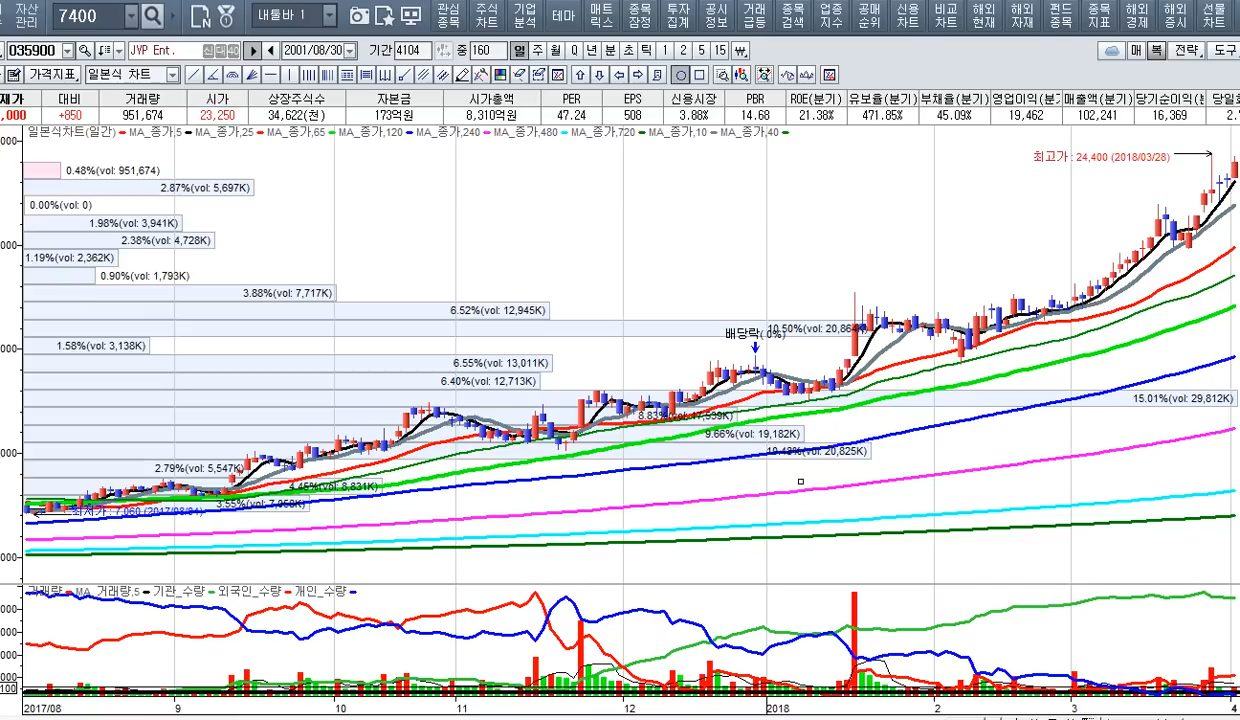 자산 관리 7400 내툴바 1 관심 종목 주식 차트 기업 분석 테마 매트릭스 종목 잠정 투자 집계 공시 정보 거래 급등 종목 검색 업종 지수 공매 순위 신용 차트 비교 차트 해외 현재 해외 자재 펀드 종목 종목 지표 해외 경제 해외 증시 선물 차트
035900 JYP Ent. 신 대 40 2001/08/30 기간 4104 중 160 일 주 월 Q 년 분 초 틱 1 2 3 5 15 매 복 전략 도구
가격지표 일본식 차트
대비 거래량 시가 상장주식수 자본금 시가총액 PER EPS 신용시장 PBR ROE(분기) 유보율(분기) 부채율(분기) 영업이익(분기 매출액(분기) 당기순이익(분
,000 +850 951,674 23,250 34,622(천) 173억원 8,310억원 47.24 508 3.88% 14.68 21.38% 471.85% 45.09% 19,462 102,241 16,369
일본식차트(일간) MA_종가,5 MA_종가,25 MA_종가,65 MA_종가,120 MA_종가,240 MA_종가,480 MA_종가,720 MA_종가,10 MA_종가,40
최고가 : 24,400 (2018/03/28)
0.48%(vol: 951,674)
2.87%(vol: 5,697K)
0.00%(vol: 0)
1.98%(vol: 3,941K)
2.38%(vol: 4,728K)
1.19%(vol: 2,362K)
0.90%(vol: 1,793K)
3.88%(vol: 7,717K)
6.52%(vol: 12,945K)
배당락( 0%)
1.58%(vol: 3,138K)
6.55%(vol: 13,011K)
6.40%(vol: 12,713K)
15.01%(vol: 29,812K)
9.66%(vol: 19,182K)
2.79%(vol: 5,547K)
4.45%(vol: 8,831K)
최저가 : 7,060 (2017/08/01)
거래량 MA_거래량,5 기관_수량 외국인_수량 개인_수량
2017/08 9 10 11 12 2018 2 3 4